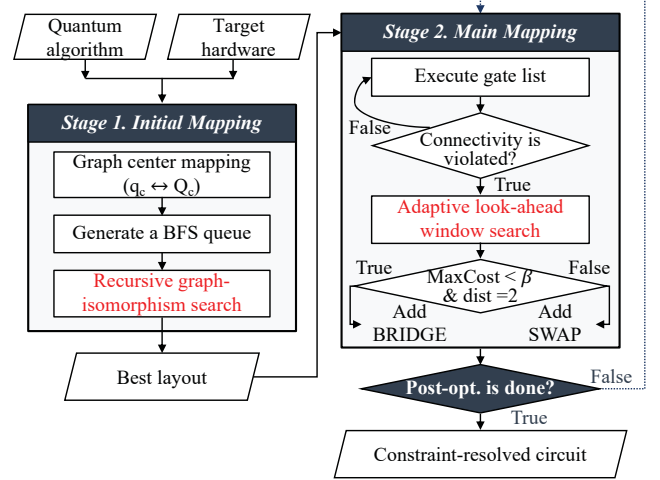 Quantum
algorithm
Target
hardware
Stage 1. Initial Mapping
Graph center mapping
(q_c ↔ Q_c)
Generate a BFS queue
Recursive graph-
isomorphism search
Best layout
Stage 2. Main Mapping
Execute gate list
False
Connectivity is
violated?
True
Adaptive look-ahead
window search
True
False
MaxCost < β
& dist =2
Add
BRIDGE
Add
SWAP
Post-opt. is done?
False
True
Constraint-resolved circuit